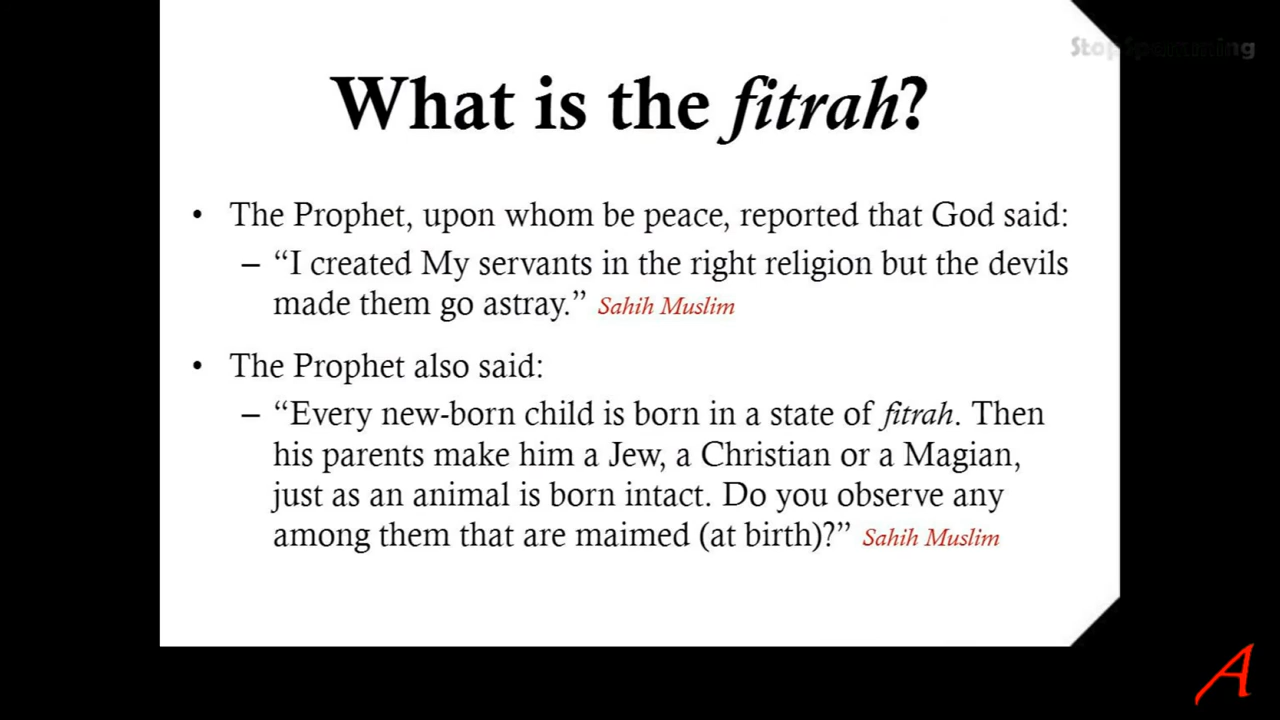 StopSpamming
What is the fitrah?
• The Prophet, upon whom be peace, reported that God said:
– “I created My servants in the right religion but the devils
made them go astray.” Sahih Muslim
• The Prophet also said:
– “Every new-born child is born in a state of fitrah. Then
his parents make him a Jew, a Christian or a Magian,
just as an animal is born intact. Do you observe any
among them that are maimed (at birth)?” Sahih Muslim
A